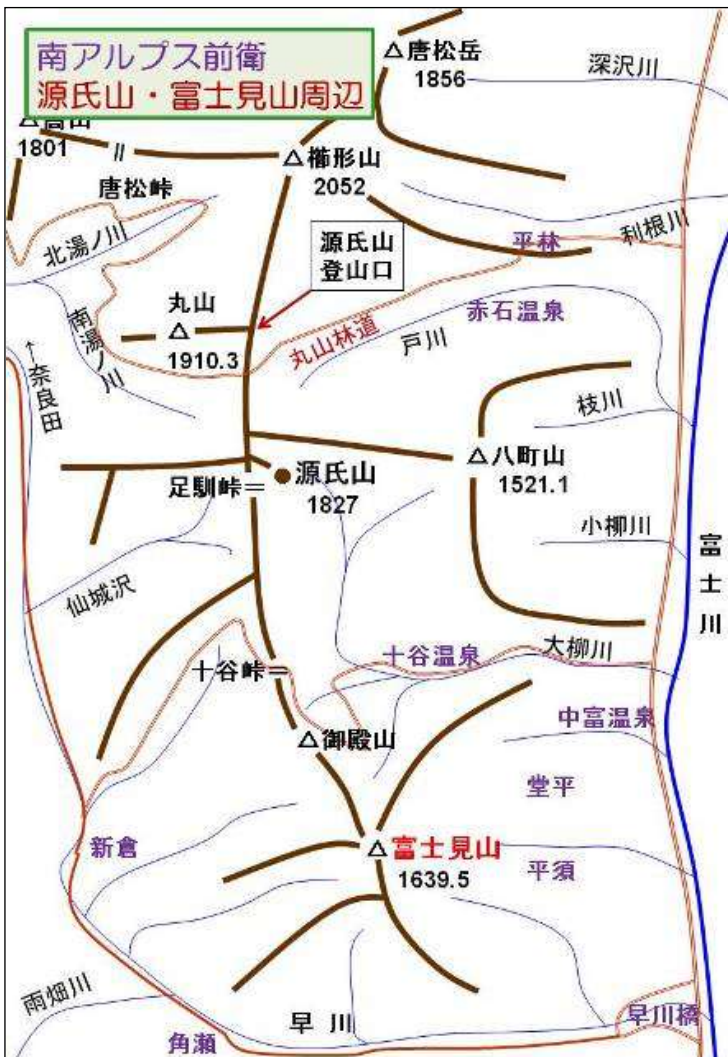 南アルプス前衛
源氏山・富士見山周辺
△唐松岳
1856
深沢川
1801
〃
△櫛形山
2052
唐松峠
北湯ノ川
源氏山
登山口
平林
利根川
丸山
△
1910.3
南湯ノ川
丸山林道
戸川
赤石温泉
←奈良田
枝川
足馴峠＝
源氏山
1827
△八町山
1521.1
小柳川
富士川
仙城沢
十谷峠＝
十谷温泉
大柳川
△御殿山
中富温泉
堂平
新倉
△富士見山
1639.5
平須
雨畑川
早川
早川橋
角瀬